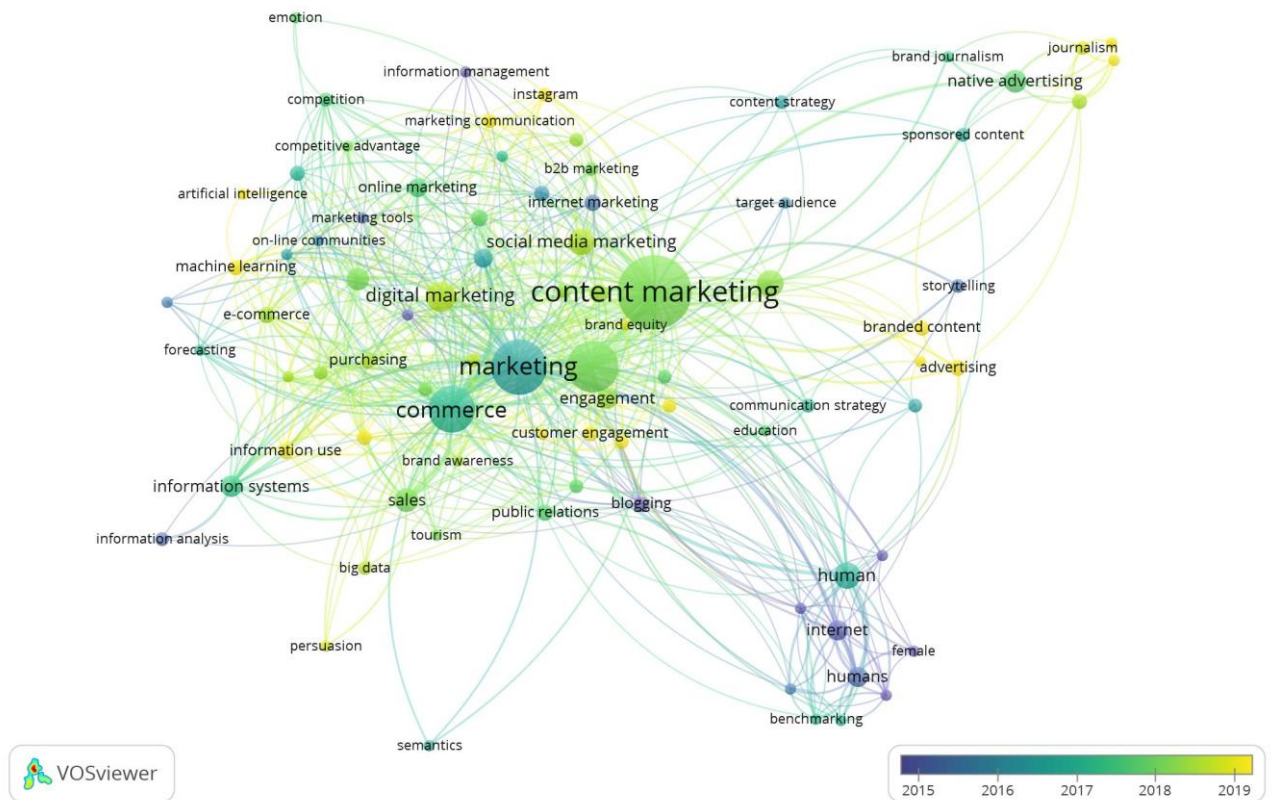 emotion
journalism
brand journalism
information management
native advertising
instagram
competition
content strategy
marketing communication
sponsored content
competitive advantage
b2b marketing
online marketing
artificial intelligence
internet marketing
target audience
marketing tools
on-line communities
social media marketing
machine learning
storytelling
content marketing
digital marketing
e-commerce
brand equity
branded content
forecasting
purchasing
marketing
advertising
engagement
commerce
communication strategy
education
customer engagement
information use
brand awareness
information systems
sales
blogging
public relations
tourism
information analysis
big data
human
internet
persuasion
female
humans
benchmarking
semantics
VOSviewer
2015 2016 2017 2018 2019